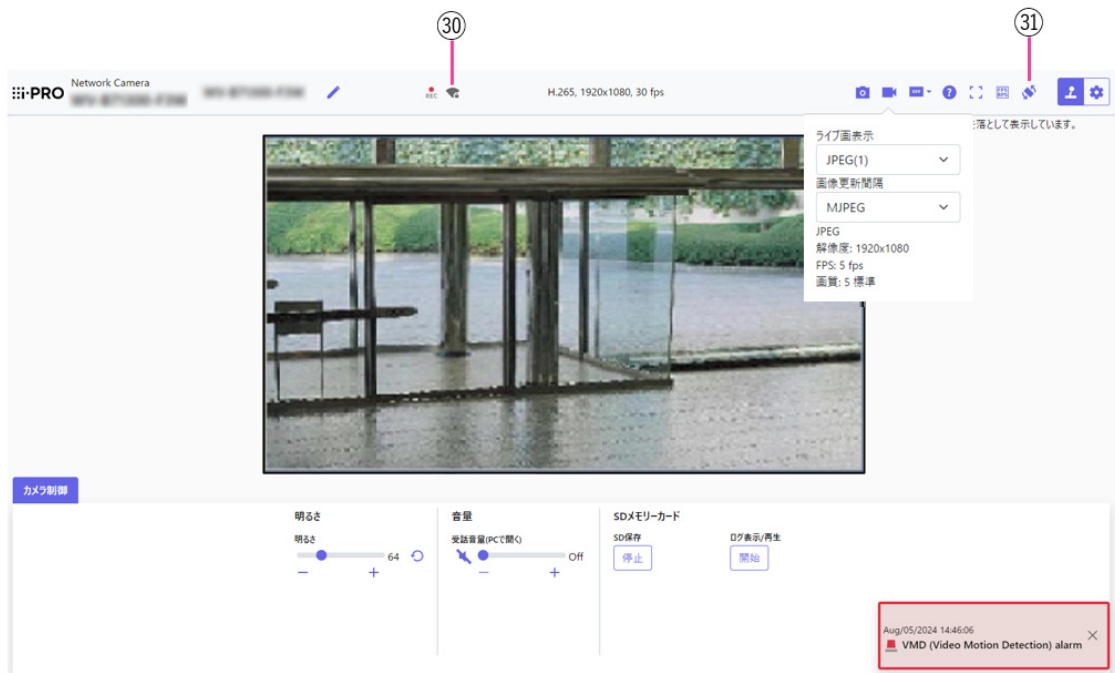 30 31
i-PRO Network Camera
REC H.265, 1920x1080, 30 fps OFF ?
を落として表示しています。
ライブ画表示
JPEG(1)
画像更新間隔
MJPEG
JPEG
解像度: 1920x1080
FPS: 5 fps
画質: 5 標準
カメラ制御
明るさ 音量 SDメモリーカード
明るさ 受話音量(PCで聞く) SD保存 ログ表示/再生
64 Off 停止 開始
− + − +
Aug/05/2024 14:46:06
VMD (Video Motion Detection) alarm